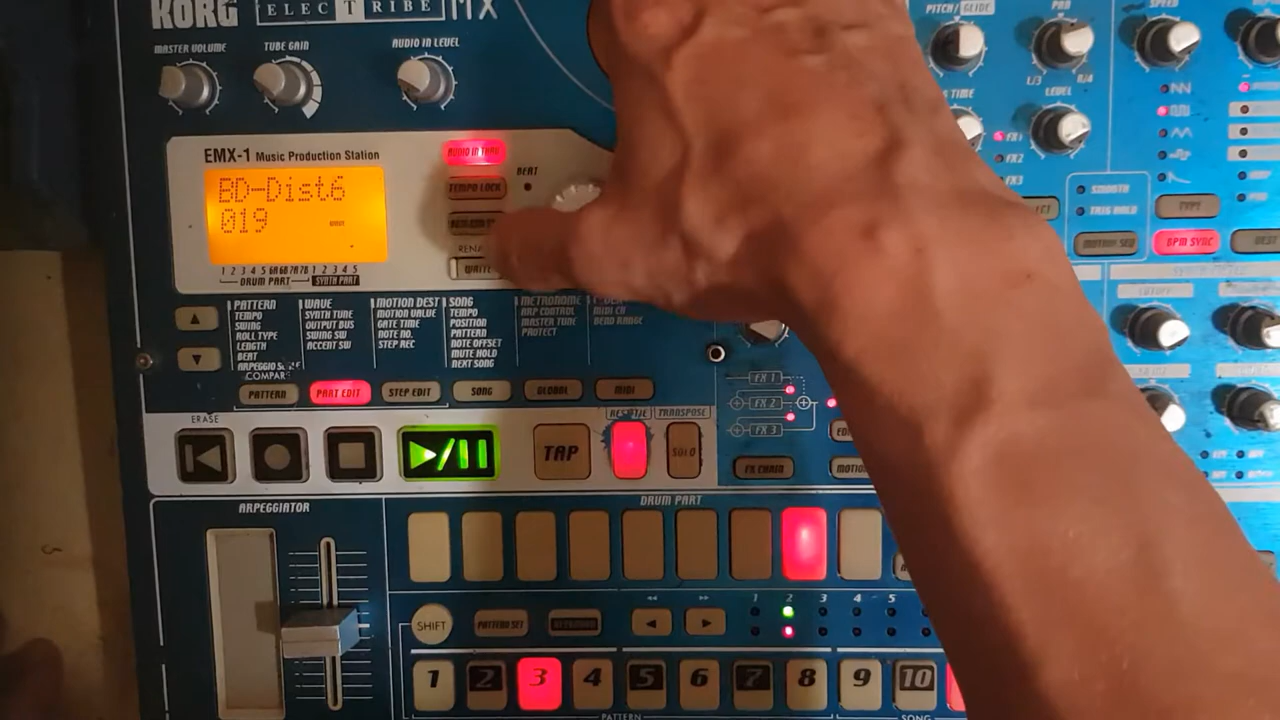 KORG ELECTRIBE MX
MASTER VOLUME
TUBE GAIN
AUDIO IN LEVEL
PITCH/GLIDE
PAN
SPEED
TIME
LEVEL
EMX-1 Music Production Station
BD-Dist6
019
AUDIO IN THRU
TEMPO LOCK
BEAT
WRITE
1 2 3 4 5 6A 6B 7A 7B 1 2 3 4 5
DRUM PART
SYNTH PART
FX1
FX2
FX3
SMOOTH
TRIG HOLD
MOTION SEQ
TYPE
BPM SYNC
CUTOFF
PATTERN
TEMPO
SWING
ROLL TYPE
LENGTH
BEAT
WAVE
SYNTH TUNE
OUTPUT BUS
SWING SW
ACCENT SW
MOTION DEST
MOTION VALUE
GATE TIME
NOTE NO.
STEP REC
SONG
TEMPO
POSITION
PATTERN
NOTE OFFSET
MUTE HOLD
NEXT SONG
METRONOME
ARP CONTROL
MASTER TUNE
PROTECT
MIDI CH
BEND RANGE
COMPARE
PATTERN
PART EDIT
STEP EDIT
SONG
GLOBAL
MIDI
FX 1
FX 2
FX 3
ERASE
TAP
TRANSPOSE
SOLO
FX CHAIN
ARPEGGIATOR
DRUM PART
SHIFT
PATTERN SET
KEYBOARD
1 2 3 4 5
1 2 3 4 5 6 7 8 9 10
PATTERN
SONG